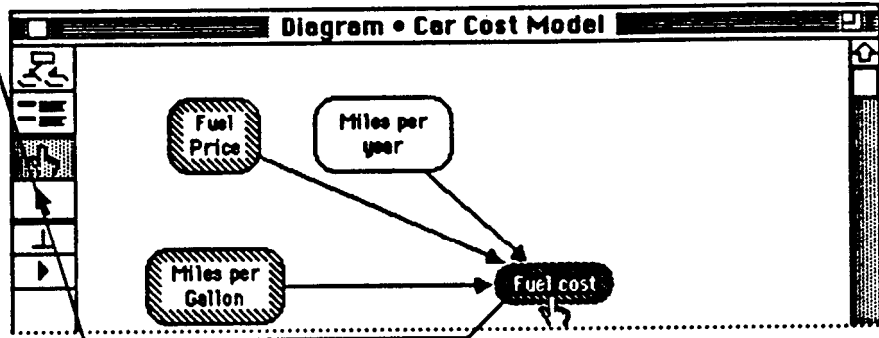 Diagram • Car Cost Model
Fuel
Price
Miles per
year
Miles per
Gallon
Fuel cost